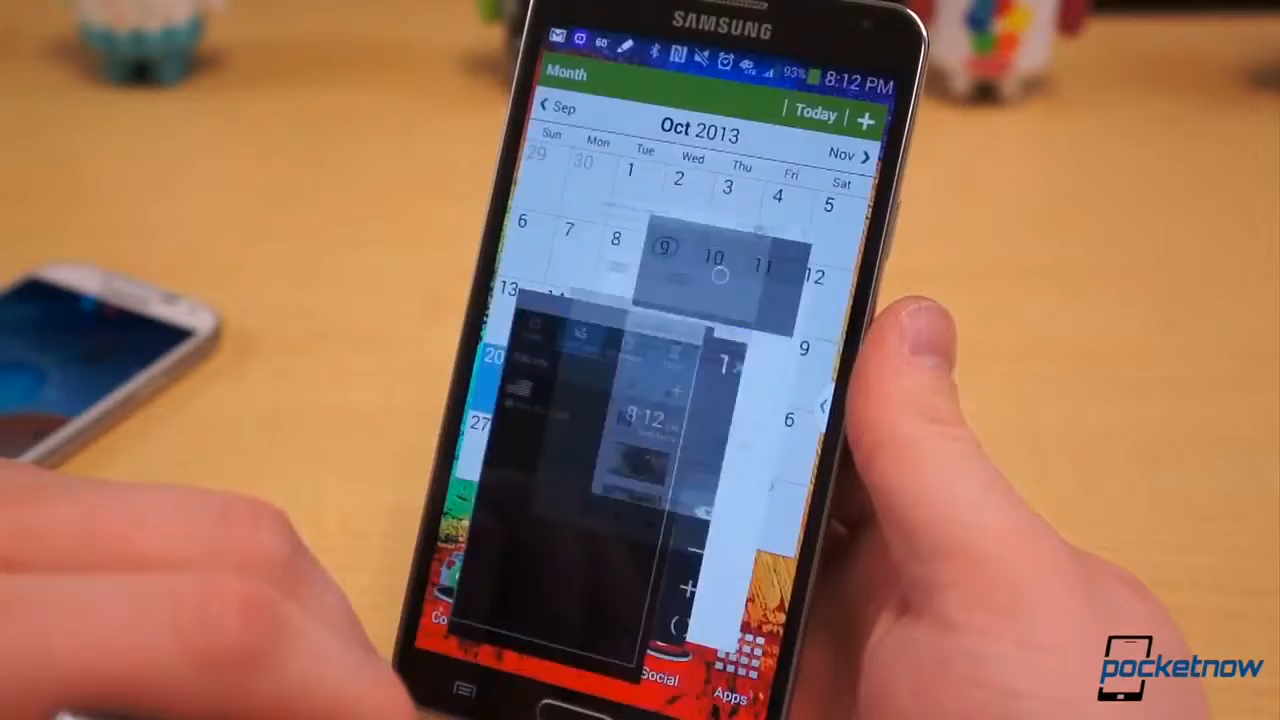 SAMSUNG
60°
93% 8:12 PM
Month
Today +
Sep
Oct 2013
Nov
Sun Mon Tue Wed Thu Fri Sat
29 30 1 2 3 4 5
6 7 8 9 10 11 12
13 14
20
27
8:12
Social
Apps
pocketnow